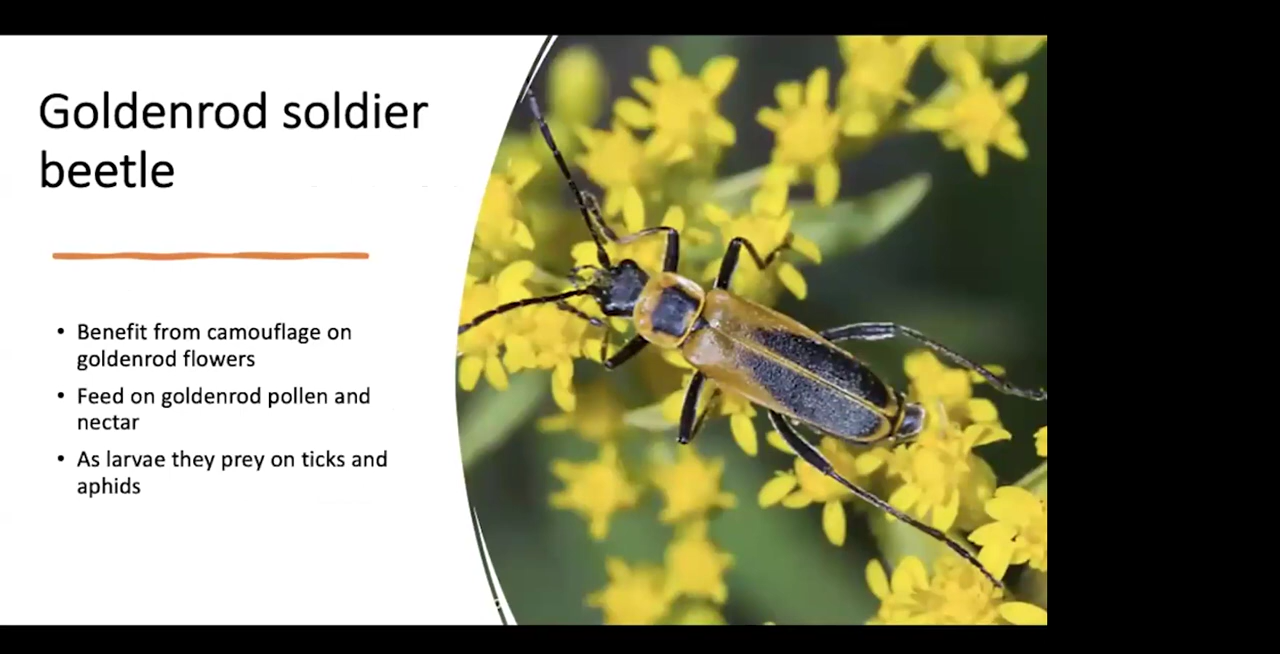 Goldenrod soldier
beetle
• Benefit from camouflage on
goldenrod flowers
• Feed on goldenrod pollen and
nectar
• As larvae they prey on ticks and
aphids